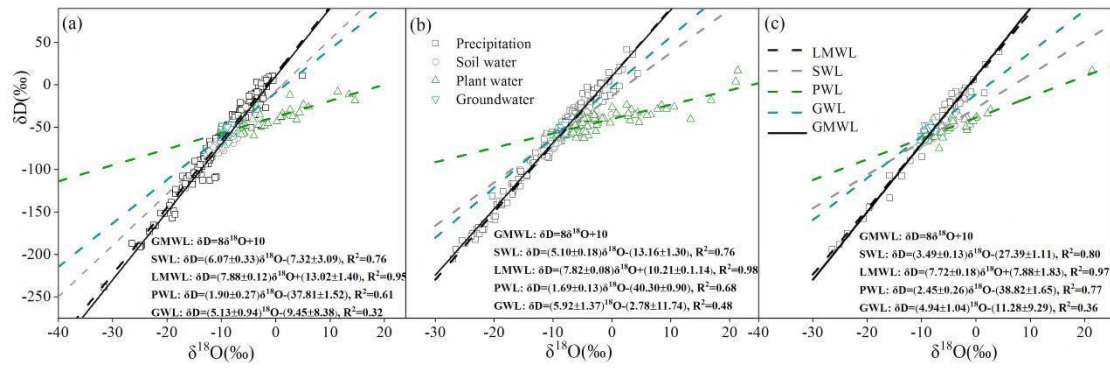 (a)
(b)
(c)
50
0
-50
-100
-150
-200
-250
δD(‰)
Precipitation
Soil water
Plant water
Groundwater
LMWL
SWL
PWL
GWL
GMWL
GMWL: δD=8δ¹⁸O+10
SWL: δD=(6.07±0.33)δ¹⁸O-(7.32±3.09), R²=0.76
LMWL: δD=(7.88±0.12)δ¹⁸O+(13.02±1.40), R²=0.95
PWL: δD=(1.90±0.27)δ¹⁸O-(37.81±1.52), R²=0.61
GWL: δD=(5.13±0.94)¹⁸O-(9.45±8.38), R²=0.32
GMWL: δD=8δ¹⁸O+10
SWL: δD=(5.10±0.18)δ¹⁸O-(13.16±1.30), R²=0.76
LMWL: δD=(7.82±0.08)δ¹⁸O+(10.21±0.1.14), R²=0.98
PWL: δD=(1.69±0.13)δ¹⁸O-(40.30±0.90), R²=0.68
GWL: δD=(5.92±1.37)¹⁸O-(2.78±11.74), R²=0.48
GMWL: δD=8δ¹⁸O+10
SWL: δD=(3.49±0.13)δ¹⁸O-(27.39±1.11), R²=0.80
LMWL: δD=(7.72±0.18)δ¹⁸O+(7.88±1.83), R²=0.97
PWL: δD=(2.45±0.26)δ¹⁸O-(38.82±1.65), R²=0.77
GWL: δD=(4.94±1.04)¹⁸O-(11.28±9.29), R²=0.36
-40 -30 -20 -10 0 10 20
-30 -20 -10 0 10 20
-30 -20 -10 0 10 20
δ¹⁸O(‰)
δ¹⁸O(‰)
δ¹⁸O(‰)